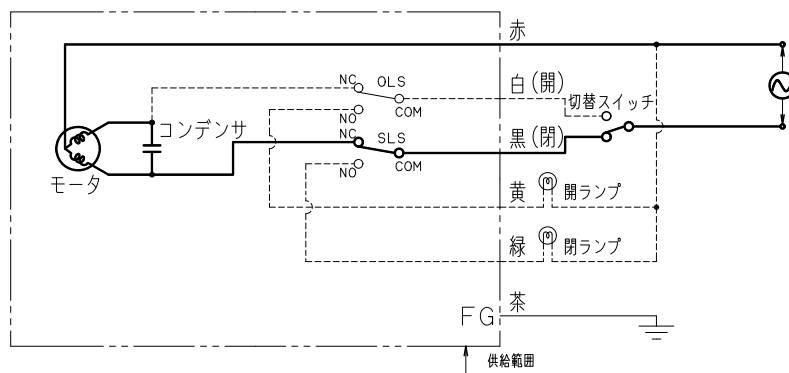 赤
NC
OLS
白(開)
切替スイッチ
NO
COM
コンデンサ
NC
SLS
黒(閉)
NO
COM
モータ
黄
開ランプ
緑
閉ランプ
茶
FG
供給範囲